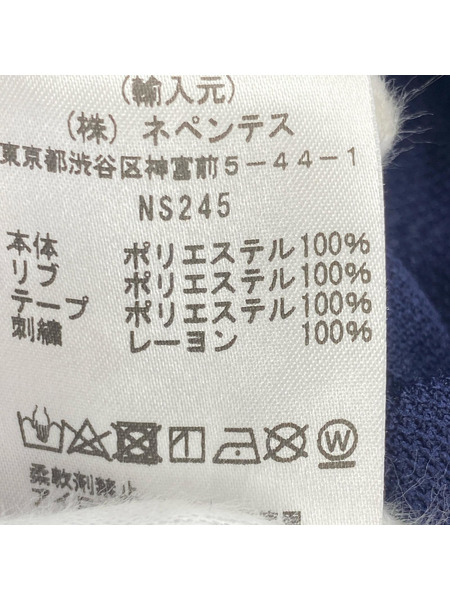 (輸入元)
(株) ネペンテス
東京都渋谷区神宮前5-44-1
NS245
本体 ポリエステル100%
リブ ポリエステル100%
テープ ポリエステル100%
刺繍 レーヨン 100%
W
柔軟剤禁止